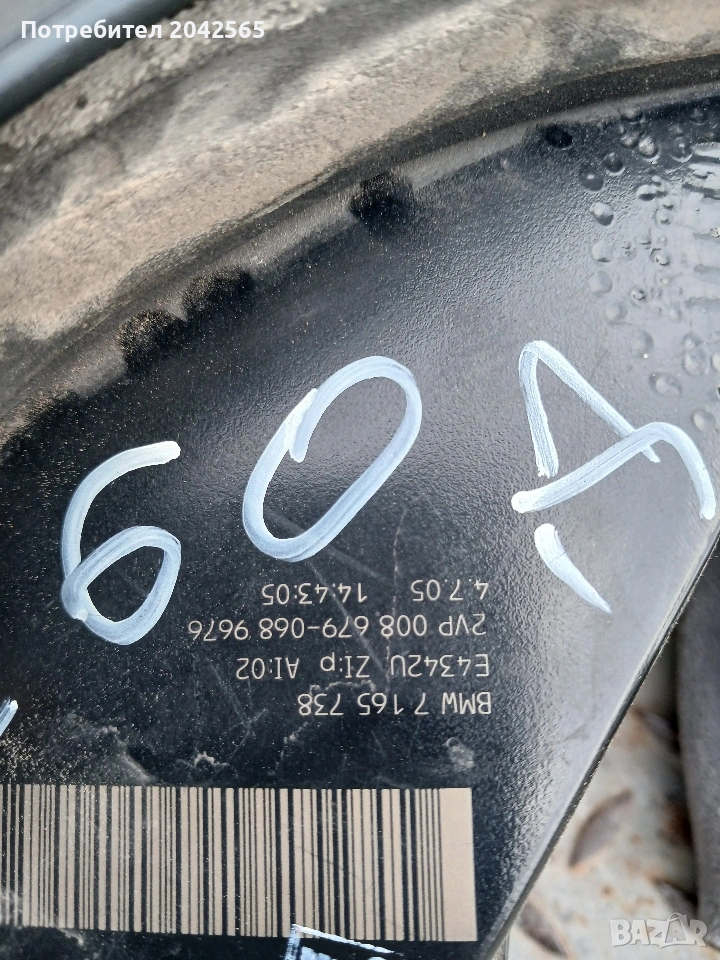 Потребител 2042565
60A
BMW 7 165 738
E4342U ZI:p AI:02
2VP 008 679-068 9676
4.7.05 14:43:05
BAZAR